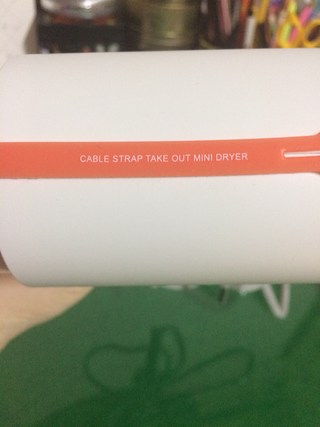 CABLE STRAP TAKE OUT MINI DRYER